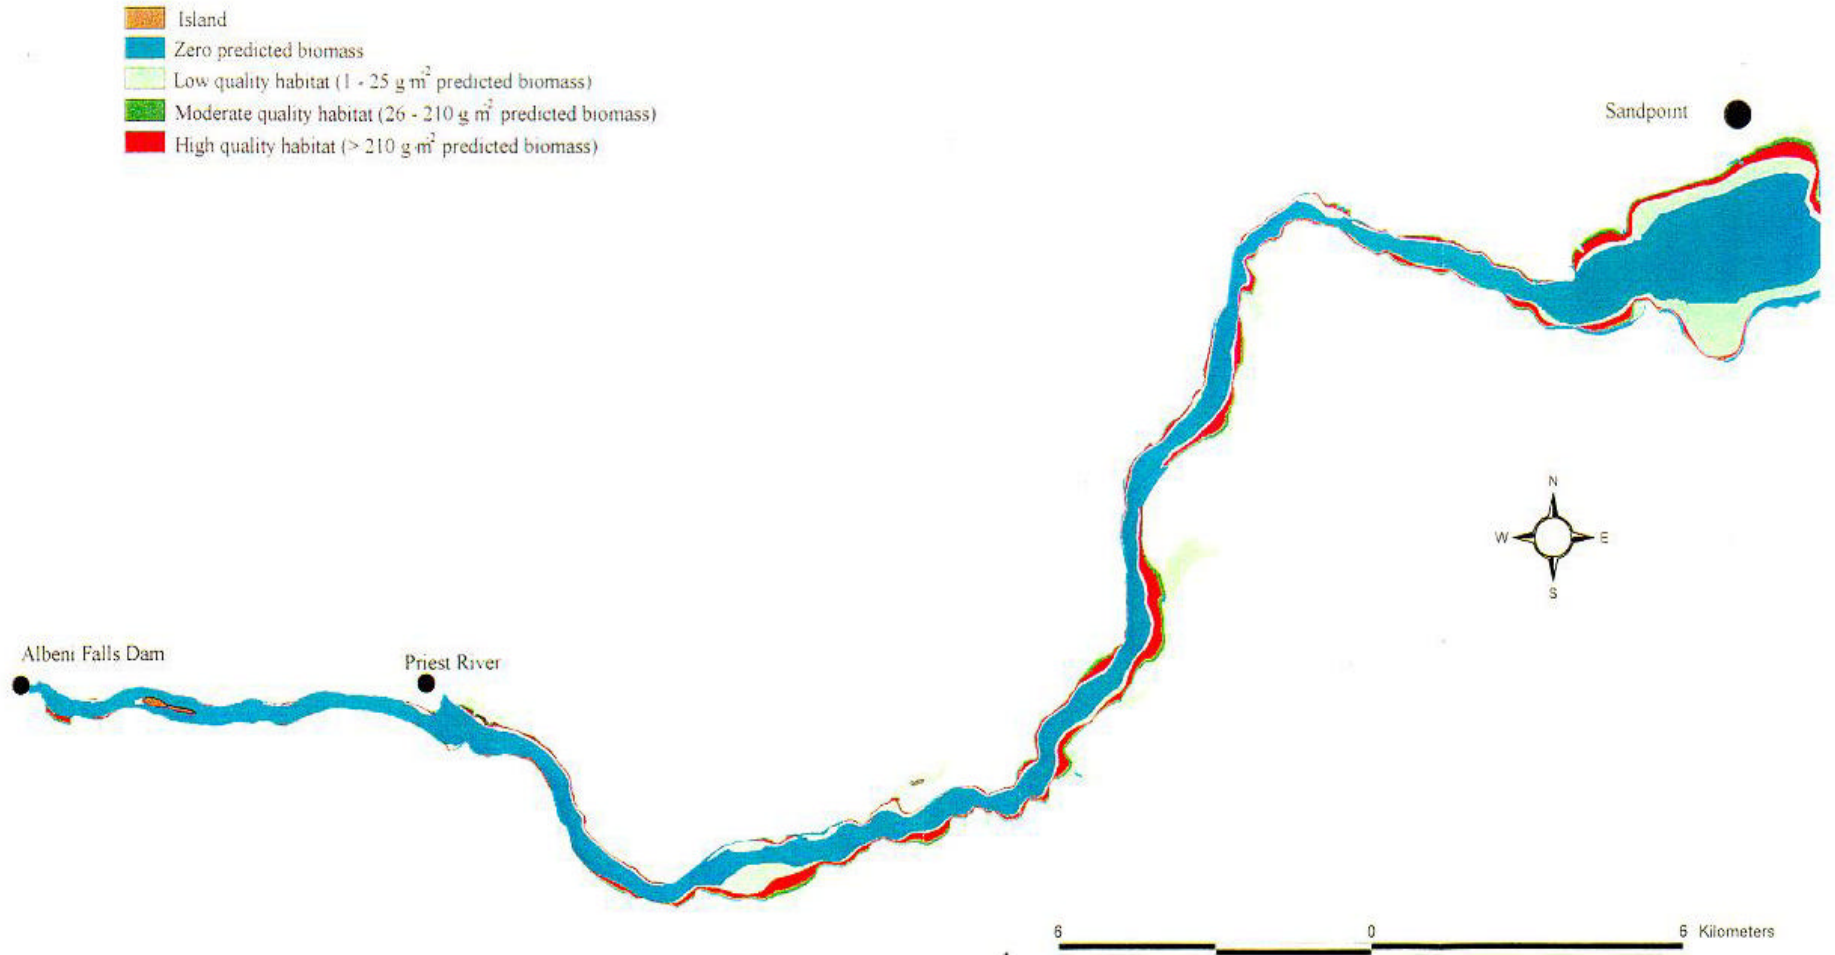 Island
Zero predicted biomass
Low quality habitat (1 - 25 g·m² predicted biomass)
Moderate quality habitat (26 - 210 g m² predicted biomass)
High quality habitat (> 210 g·m² predicted biomass)
Sandpoint
N
W E
S
Albeni Falls Dam
Priest River
6 0 6 Kilometers